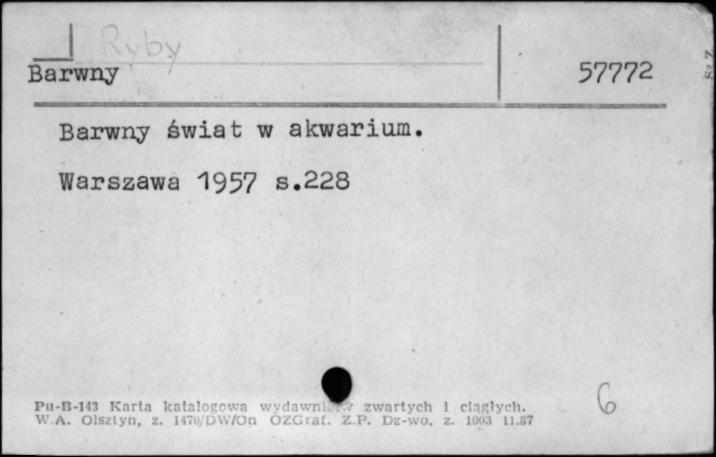 Ryby
Barwny 57772
Barwny świat w akwarium.
Warszawa 1957 s.228
Pu-B-143 Karta katalogowa zwartych i ciągłych.
W.A. Olsztyn, z. 1470/DW/On OZGraf. Z.P. Dz-wo, z. 1003 11.87
6